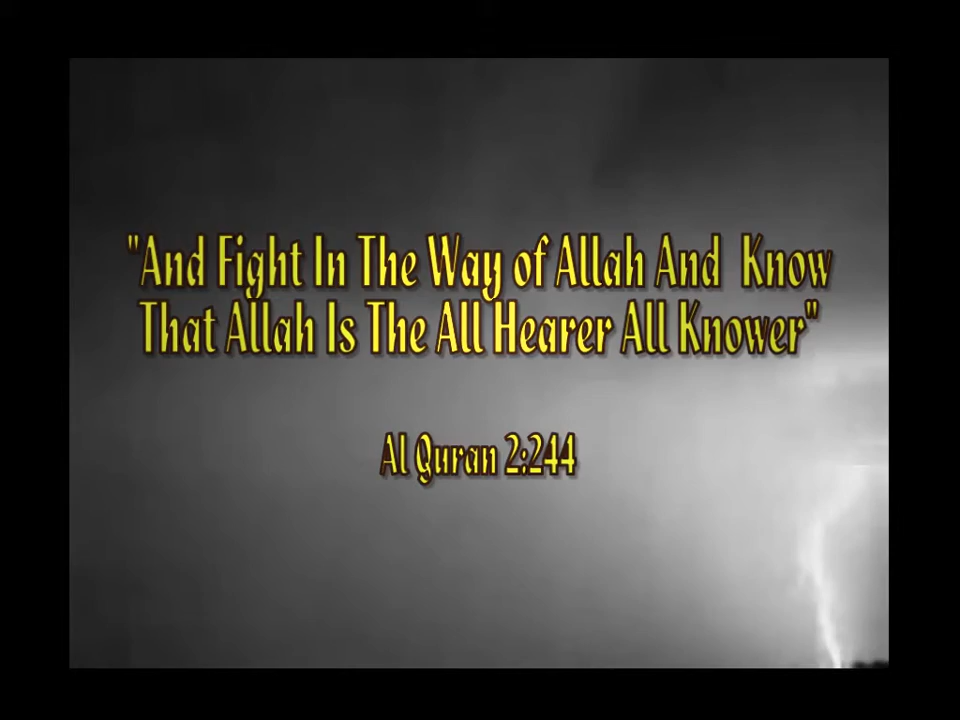 "And Fight In The Way of Allah And Know
That Allah Is The All Hearer All Knower"
Al Quran 2:244